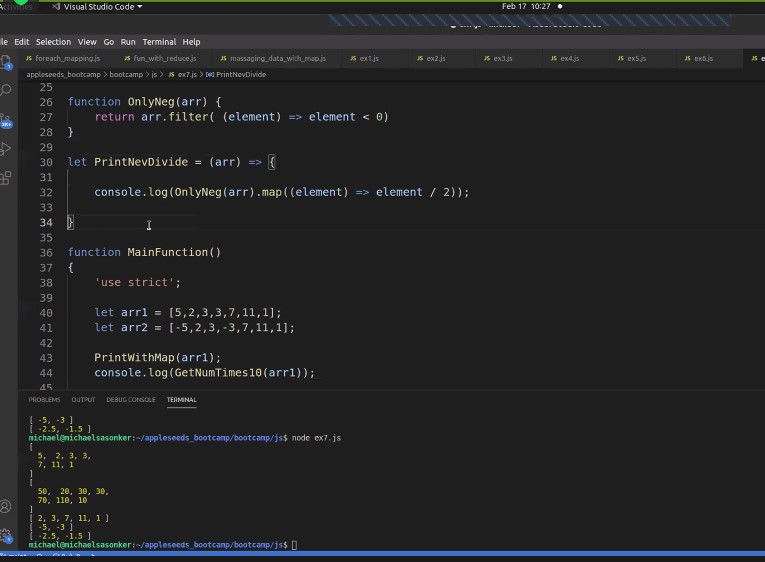 Activities
Visual Studio Code
Feb 17 10:27
File Edit Selection View Go Run Terminal Help
JS foreach_mapping.js JS fun_with_reduce.js JS massaging_data_with_map.js JS ex1.js JS ex2.js JS ex3.js JS ex4.js JS ex5.js JS ex6.js
appleseeds_bootcamp > bootcamp > js > JS ex7.js > PrintNevDivide
25
26 function OnlyNeg(arr) {
27     return arr.filter( (element) => element < 0)
28 }
29
30 let PrintNevDivide = (arr) => {
31
32     console.log(OnlyNeg(arr).map((element) => element / 2));
33
34 }
35
36 function MainFunction()
37 {
38     'use strict';
39
40     let arr1 = [5,2,3,3,7,11,1];
41     let arr2 = [-5,2,3,-3,7,11,1];
42
43     PrintWithMap(arr1);
44     console.log(GetNumTimes10(arr1));
45
PROBLEMS OUTPUT DEBUG CONSOLE TERMINAL
[ -5, -3 ]
[ -2.5, -1.5 ]
michael@michaelsasonker:~/appleseeds_bootcamp/bootcamp/js$ node ex7.js
[
  5,  2, 3, 3,
  7, 11, 1
]
[
  50,  20, 30, 30,
  70, 110, 10
]
[ 2, 3, 7, 11, 1 ]
[ -5, -3 ]
[ -2.5, -1.5 ]
michael@michaelsasonker:~/appleseeds_bootcamp/bootcamp/js$